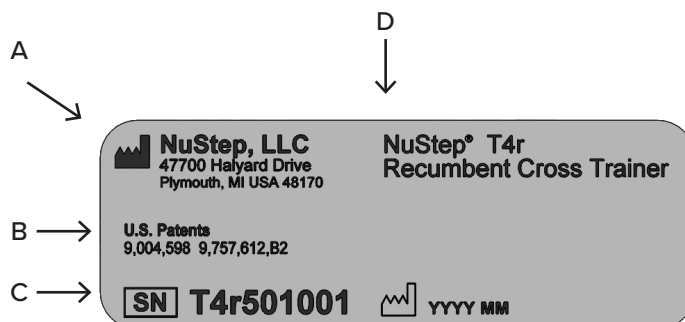 A
D
NuStep, LLC
47700 Halyard Drive
Plymouth, MI USA 48170
NuStep® T4r
Recumbent Cross Trainer
B
U.S. Patents
9,004,598 9,757,612,B2
C
SN T4r501001
YYYY MM